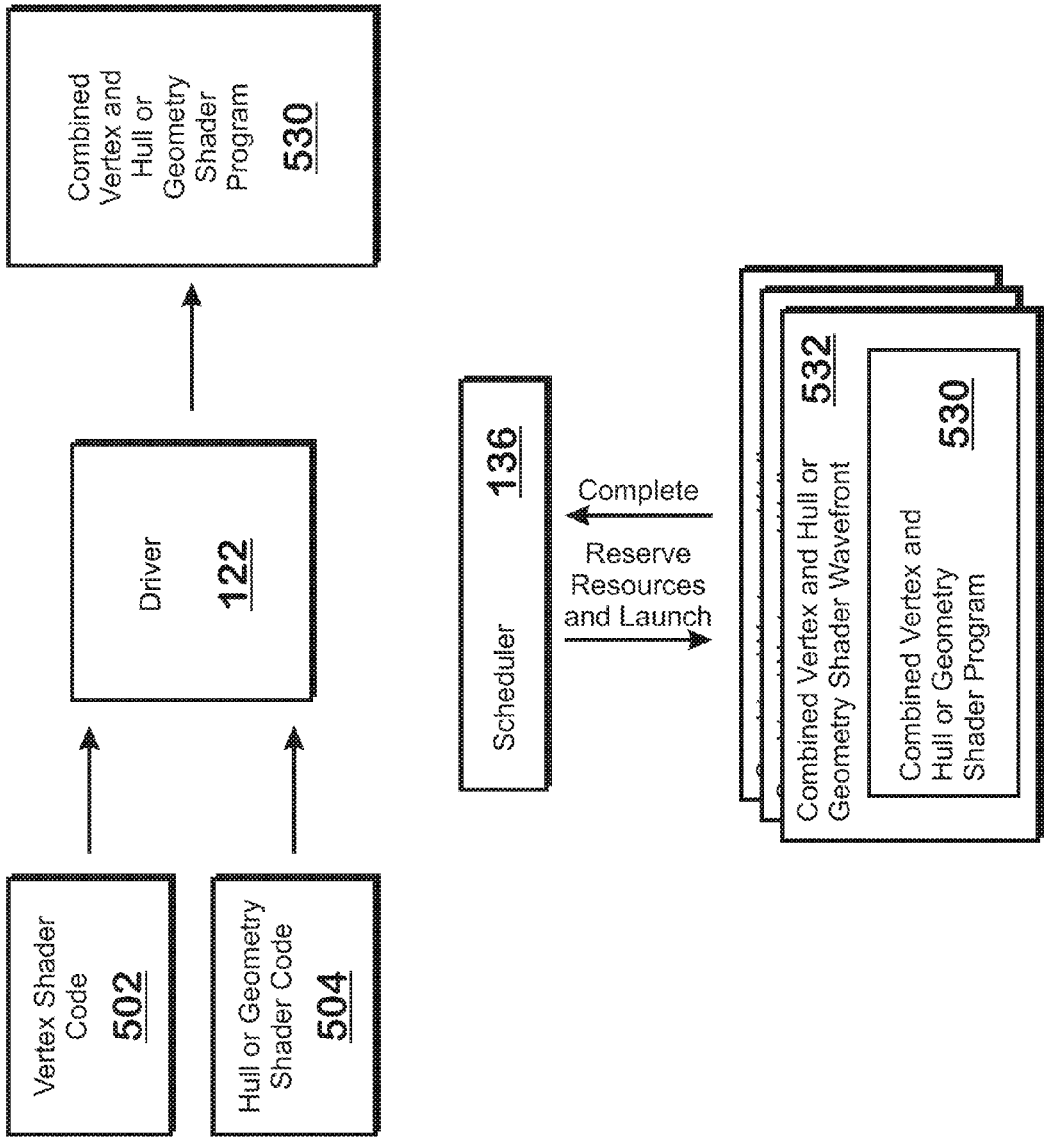 Vertex Shader
Code
502
Hull or Geometry
Shader Code
504
Driver
122
Combined
Vertex and
Hull or
Geometry
Shader
Program
530
Scheduler
136
Reserve
Resources
and Launch
Complete
Combined Vertex and Hull or
Geometry Shader Wavefront
532
Combined Vertex and
Hull or Geometry
Shader Program
530